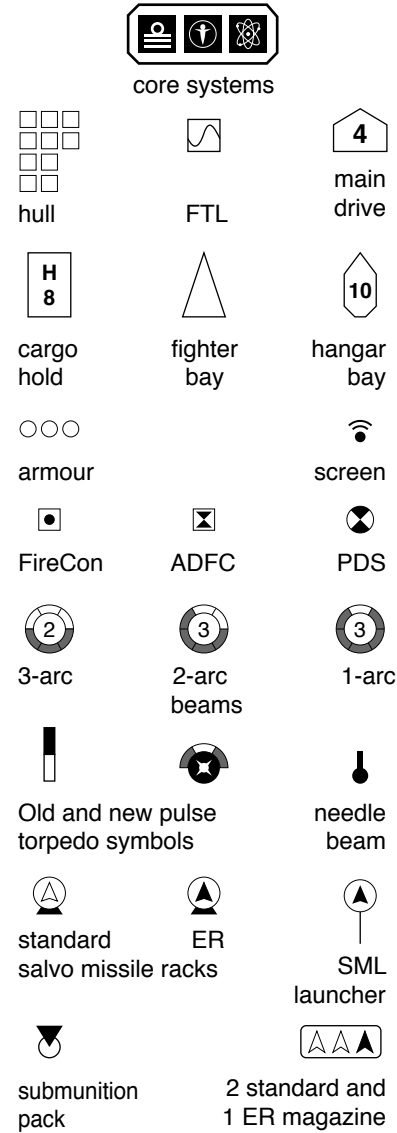 core systems
4
hull
FTL
main
drive
H
8
10
cargo
hold
fighter
bay
hangar
bay
armour
screen
FireCon
ADFC
PDS
2
3
3
3-arc
2-arc
beams
1-arc
Old and new pulse
torpedo symbols
needle
beam
standard
ER
salvo missile racks
SML
launcher
submunition
pack
2 standard and
1 ER magazine